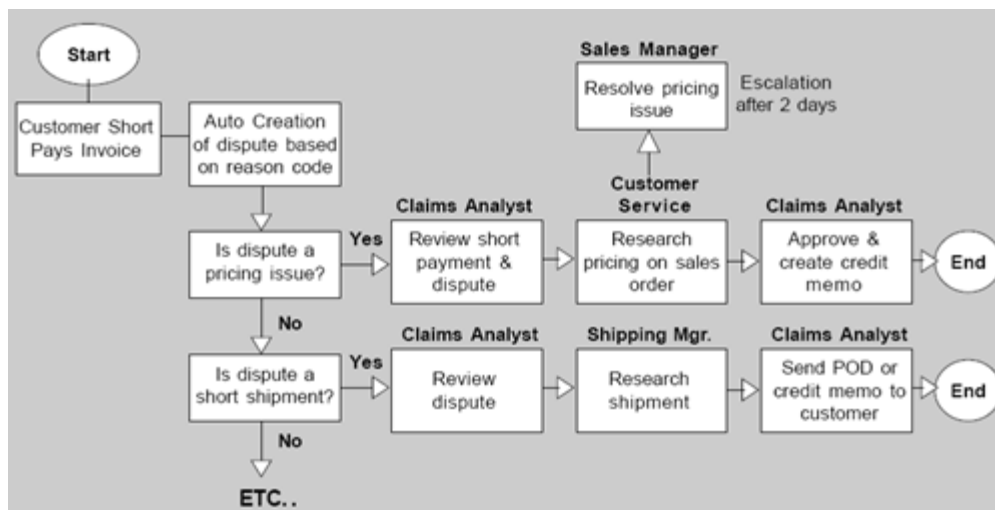 Start
Customer Short
Pays Invoice
Auto Creation
of dispute based
on reason code
Sales Manager
Resolve pricing
issue
Escalation
after 2 days
Is dispute a
pricing issue?
Yes
Claims Analyst
Review short
payment &
dispute
Customer
Service
Research
pricing on sales
order
Claims Analyst
Approve &
create credit
memo
End
No
Is dispute a
short shipment?
Yes
Claims Analyst
Review
dispute
Shipping Mgr.
Research
shipment
Claims Analyst
Send POD or
credit memo to
customer
End
No
ETC. .